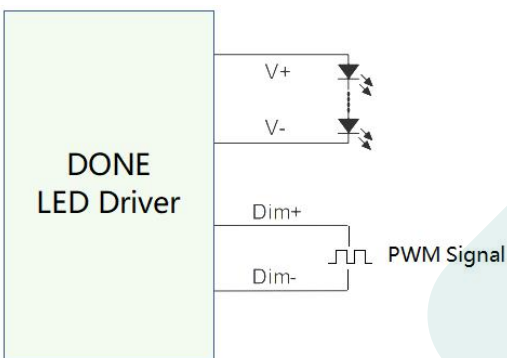 DONE
LED Driver
V+
V-
Dim+
Dim-
PWM Signal